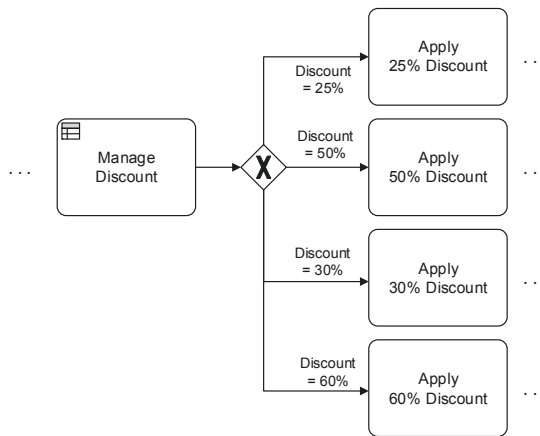 Apply
25% Discount
. .
Discount
= 25%
Manage
Discount
. . .
Discount
= 50%
X
Apply
50% Discount
. .
Discount
= 30%
Apply
30% Discount
. .
Discount
= 60%
Apply
60% Discount
. .